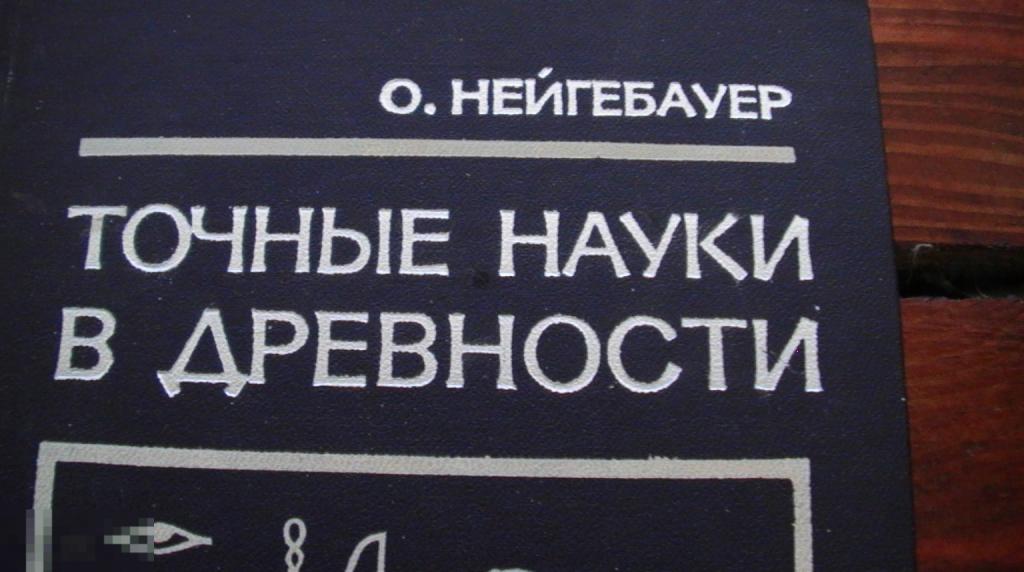 О. НЕЙГЕБАУЕР
ТОЧНЫЕ НАУКИ
В ДРЕВНОСТИ